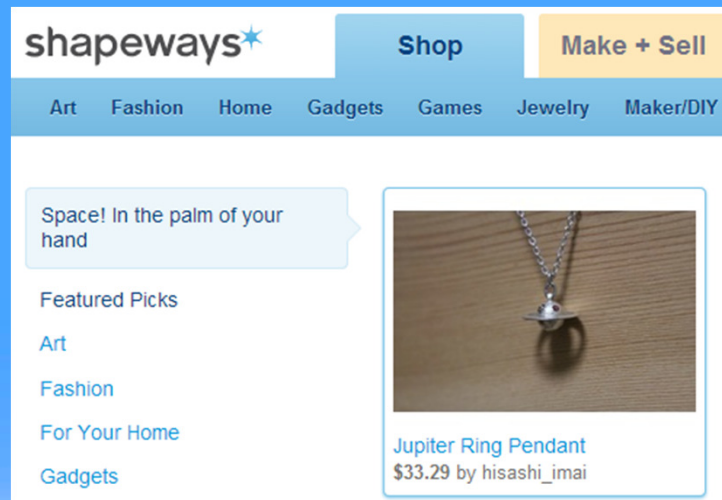 shapeways*
Shop
Make + Sell
Art Fashion Home Gadgets Games Jewelry Maker/DIY
Space! In the palm of your
hand
Featured Picks
Art
Fashion
For Your Home
Gadgets
Jupiter Ring Pendant
$33.29 by hisashi_imai